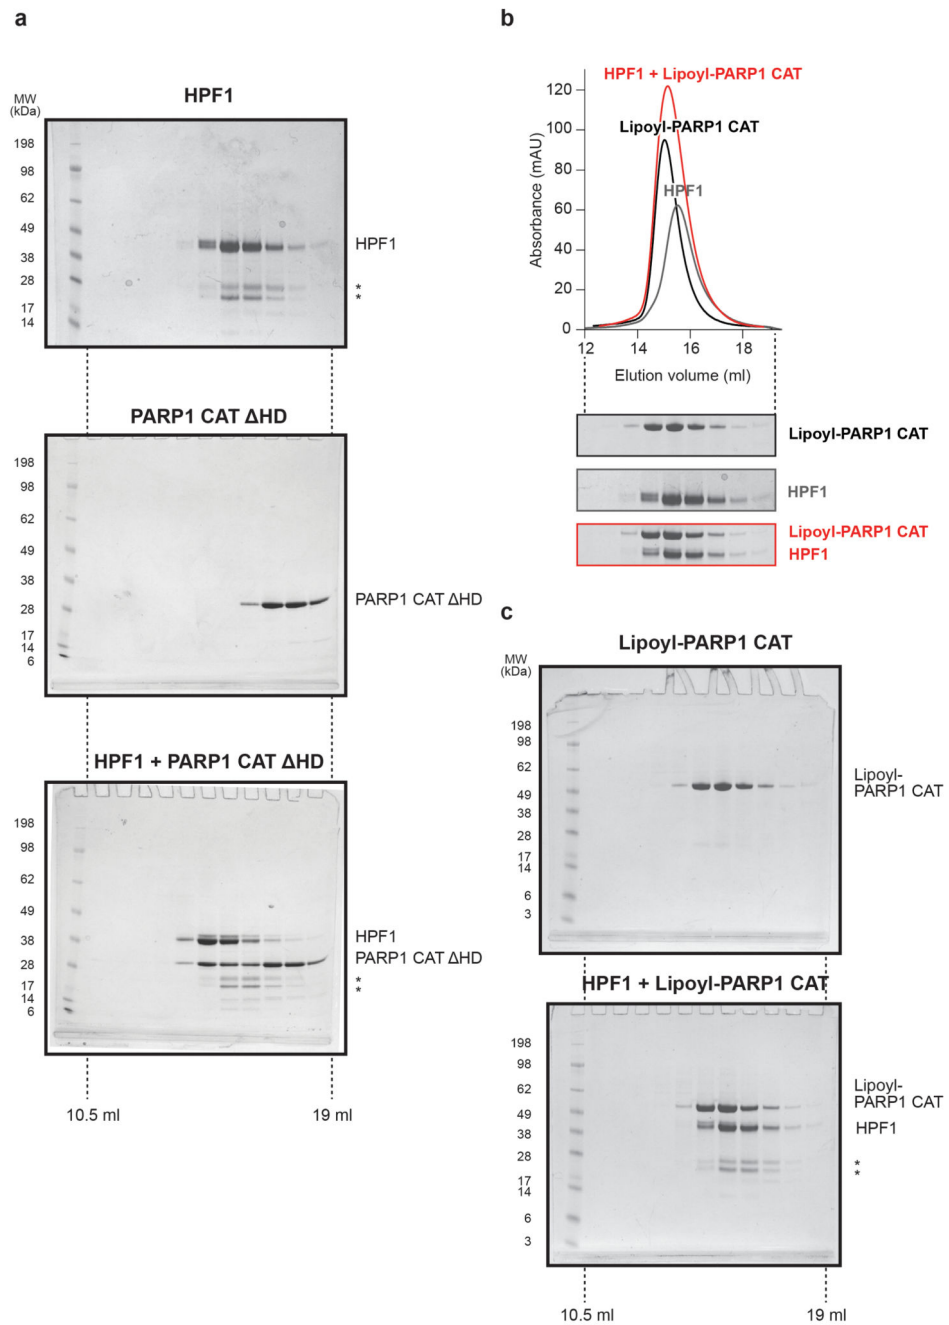 a
HPF1
MW
(kDa)
198
98
62
49
38
28
17
14
HPF1
*
*
PARP1 CAT ΔHD
198
98
62
49
38
28
17
14
6
PARP1 CAT ΔHD
HPF1 + PARP1 CAT ΔHD
198
98
62
49
38
28
17
14
6
HPF1
PARP1 CAT ΔHD
*
*
10.5 ml
19 ml
b
HPF1 + Lipoyl-PARP1 CAT
Lipoyl-PARP1 CAT
HPF1
Absorbance (mAU)
120
100
80
60
40
20
0
12
14
16
18
Elution volume (ml)
Lipoyl-PARP1 CAT
HPF1
Lipoyl-PARP1 CAT
HPF1
c
Lipoyl-PARP1 CAT
MW
(kDa)
198
98
62
49
38
28
17
14
6
3
Lipoyl-
PARP1 CAT
HPF1 + Lipoyl-PARP1 CAT
198
98
62
49
38
28
17
14
6
3
Lipoyl-
PARP1 CAT
HPF1
*
*
10.5 ml
19 ml